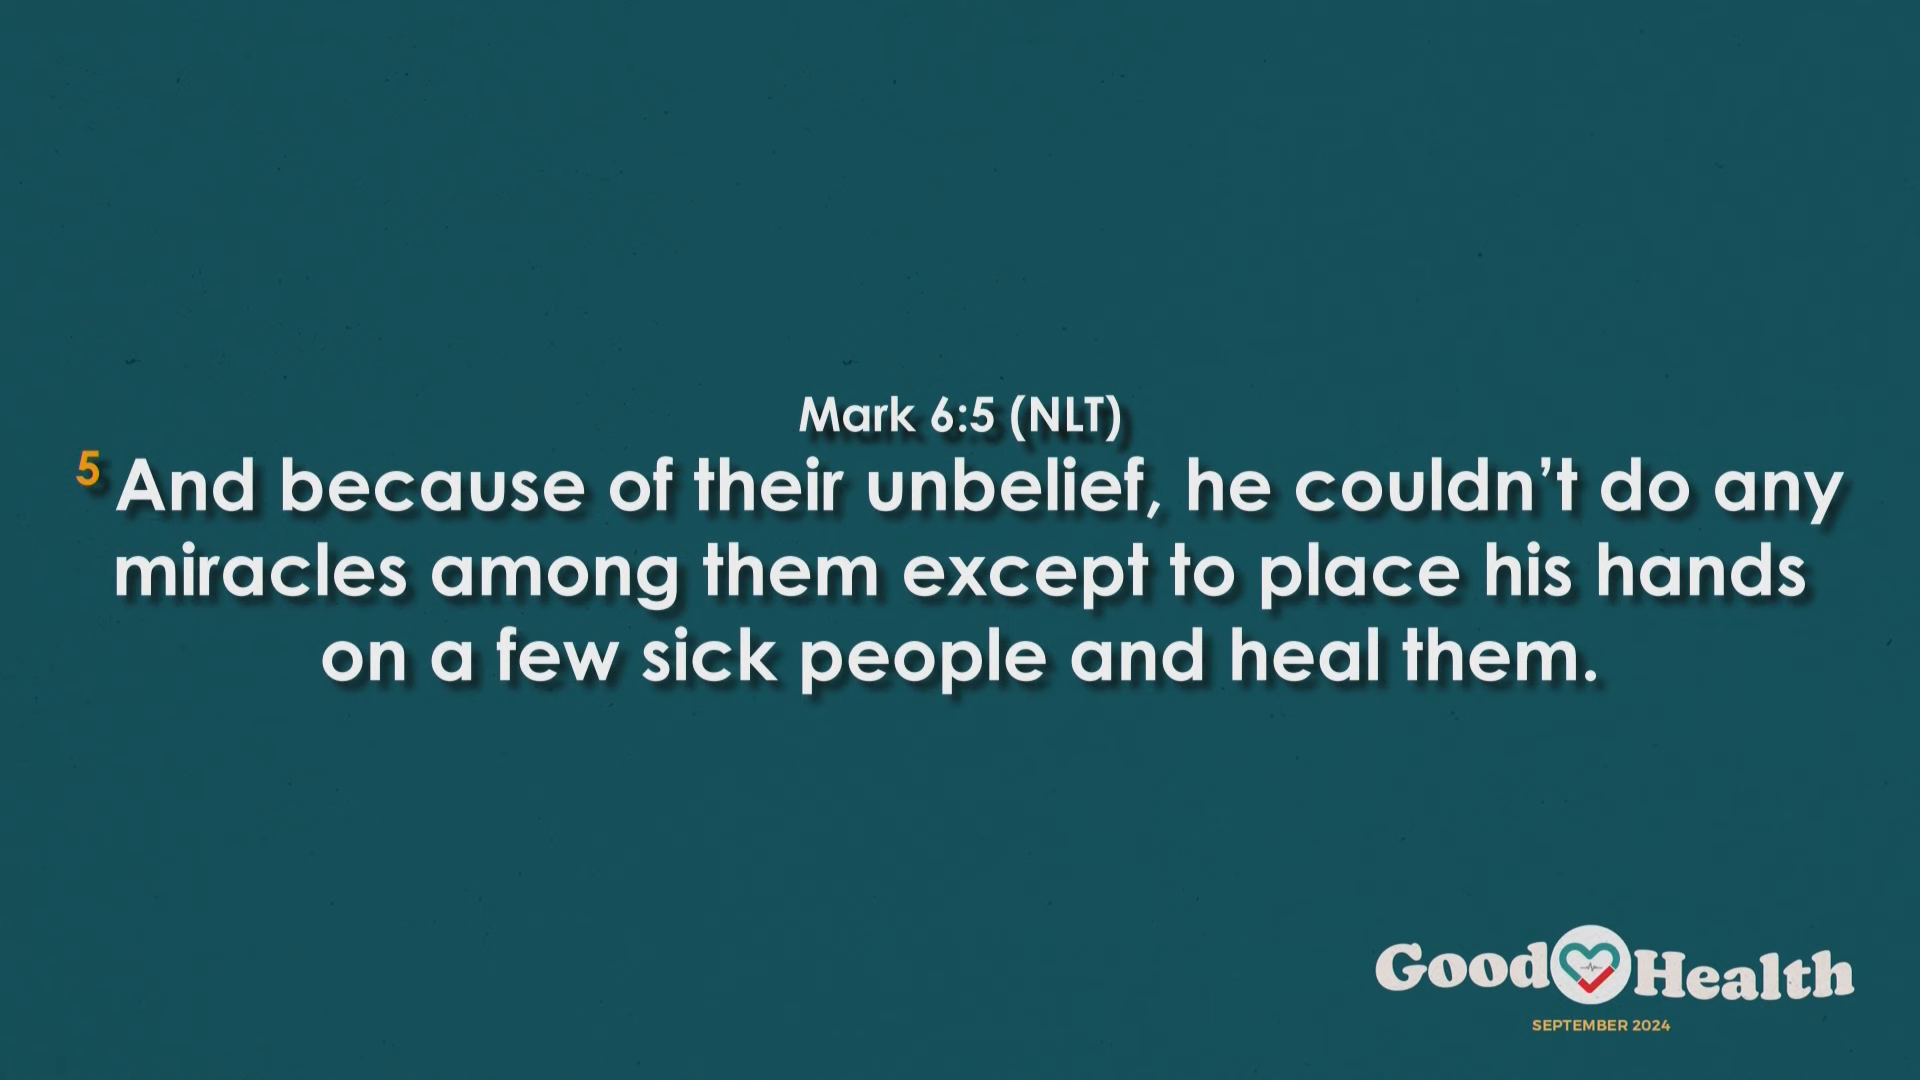 Mark 6:5 (NLT)
5 And because of their unbelief, he couldn’t do any
miracles among them except to place his hands
on a few sick people and heal them.
Good Health
SEPTEMBER 2024